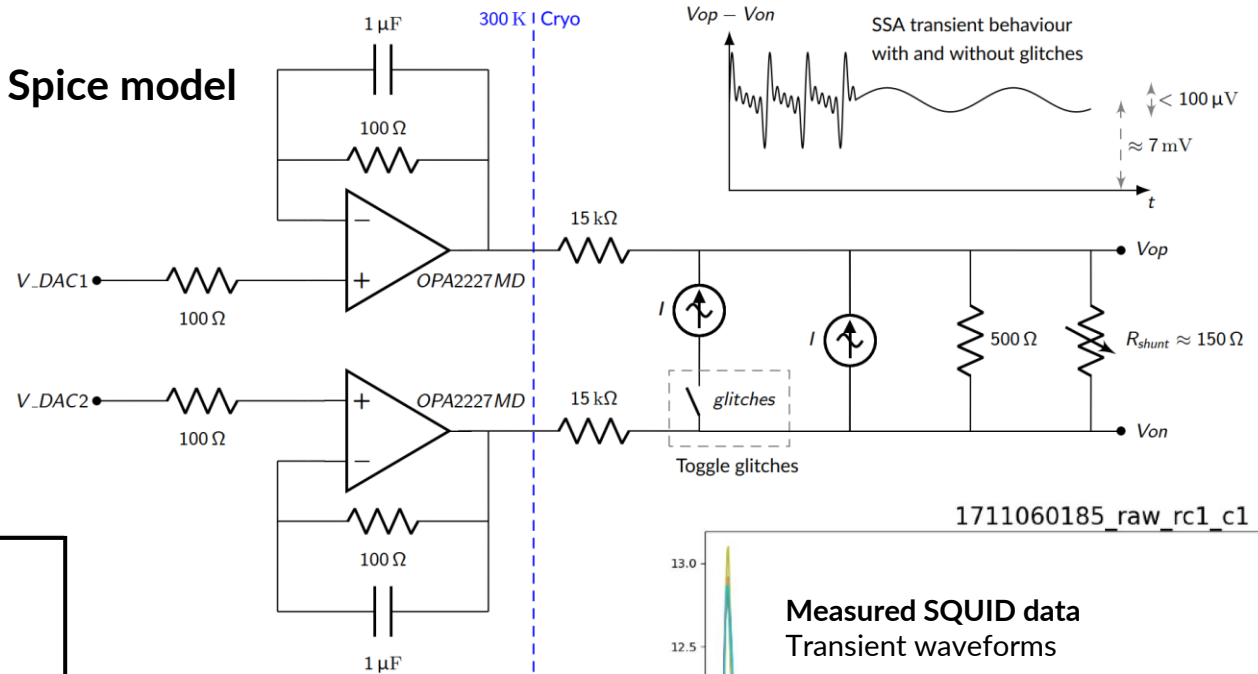 Spice model
1 µF
100 Ω
300 K
Cryo
Vop − Von
SSA transient behaviour
with and without glitches
< 100 µV
≈ 7 mV
t
−
+
OPA2227MD
V_DAC1
100 Ω
15 kΩ
Vop
I
I
500 Ω
Rshunt ≈ 150 Ω
V_DAC2
100 Ω
+
−
OPA2227MD
15 kΩ
glitches
Toggle glitches
Von
100 Ω
1 µF
1711060185_raw_rc1_c1
13.0
12.5
Measured SQUID data
Transient waveforms